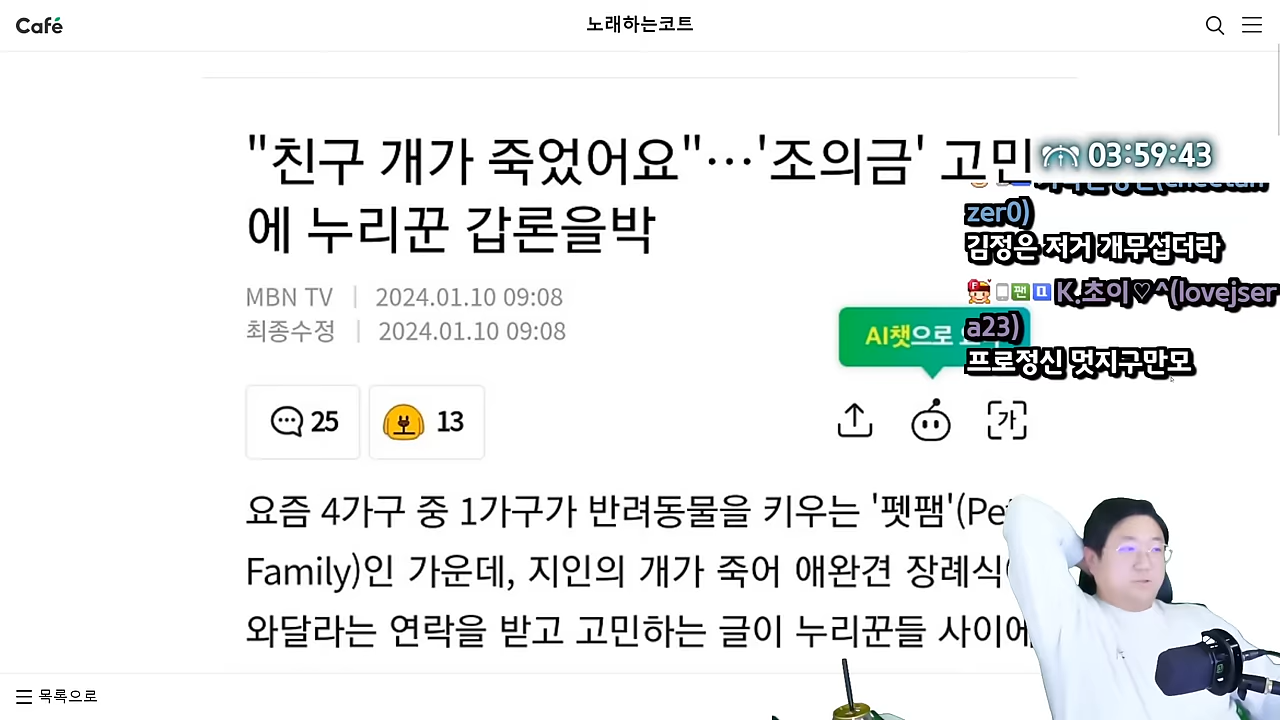 Café
노래하는코트
"친구 개가 죽었어요"…'조의금' 고민
에 누리꾼 갑론을박
03:59:43
zer0)
김정은 저거 개무섭더라
MBN TV | 2024.01.10 09:08
최종수정 | 2024.01.10 09:08
팬 K.초이♡^(lovejser
a23)
AI챗으로
프로정신 멋지구만모
25
13
가
요즘 4가구 중 1가구가 반려동물을 키우는 '펫팸'(Pet
Family)인 가운데, 지인의 개가 죽어 애완견 장례식
와달라는 연락을 받고 고민하는 글이 누리꾼들 사이에
목록으로